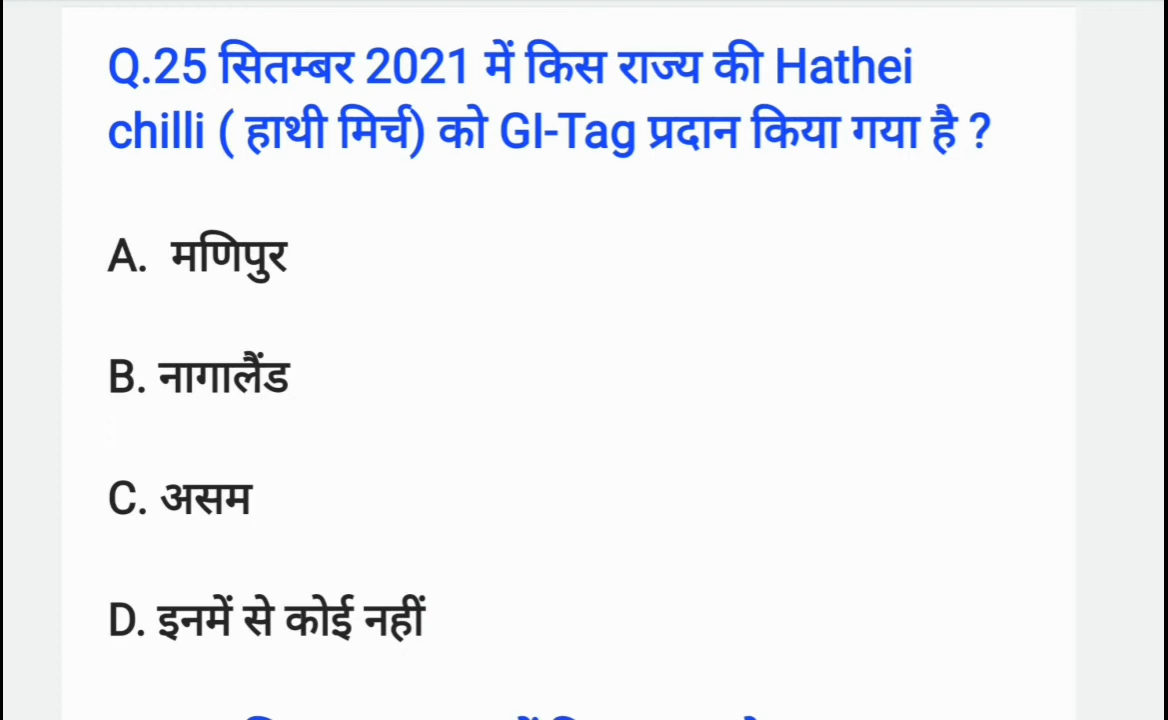 Q.25 सितम्बर 2021 में किस राज्य की Hathei
chilli ( हाथी मिर्च) को GI-Tag प्रदान किया गया है ?
A. मणिपुर
B. नागालैंड
C. असम
D. इनमें से कोई नहीं